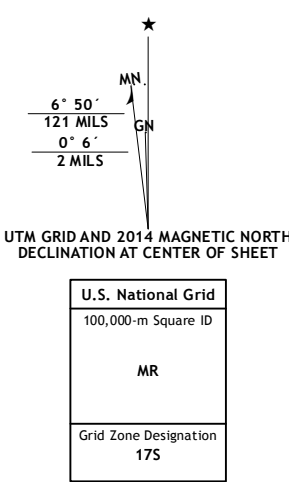 ★
MN
6° 50´
121 MILS
GN
0° 6´
2 MILS
UTM GRID AND 2014 MAGNETIC NORTH
DECLINATION AT CENTER OF SHEET
U.S. National Grid
100,000-m Square ID
MR
Grid Zone Designation
17S